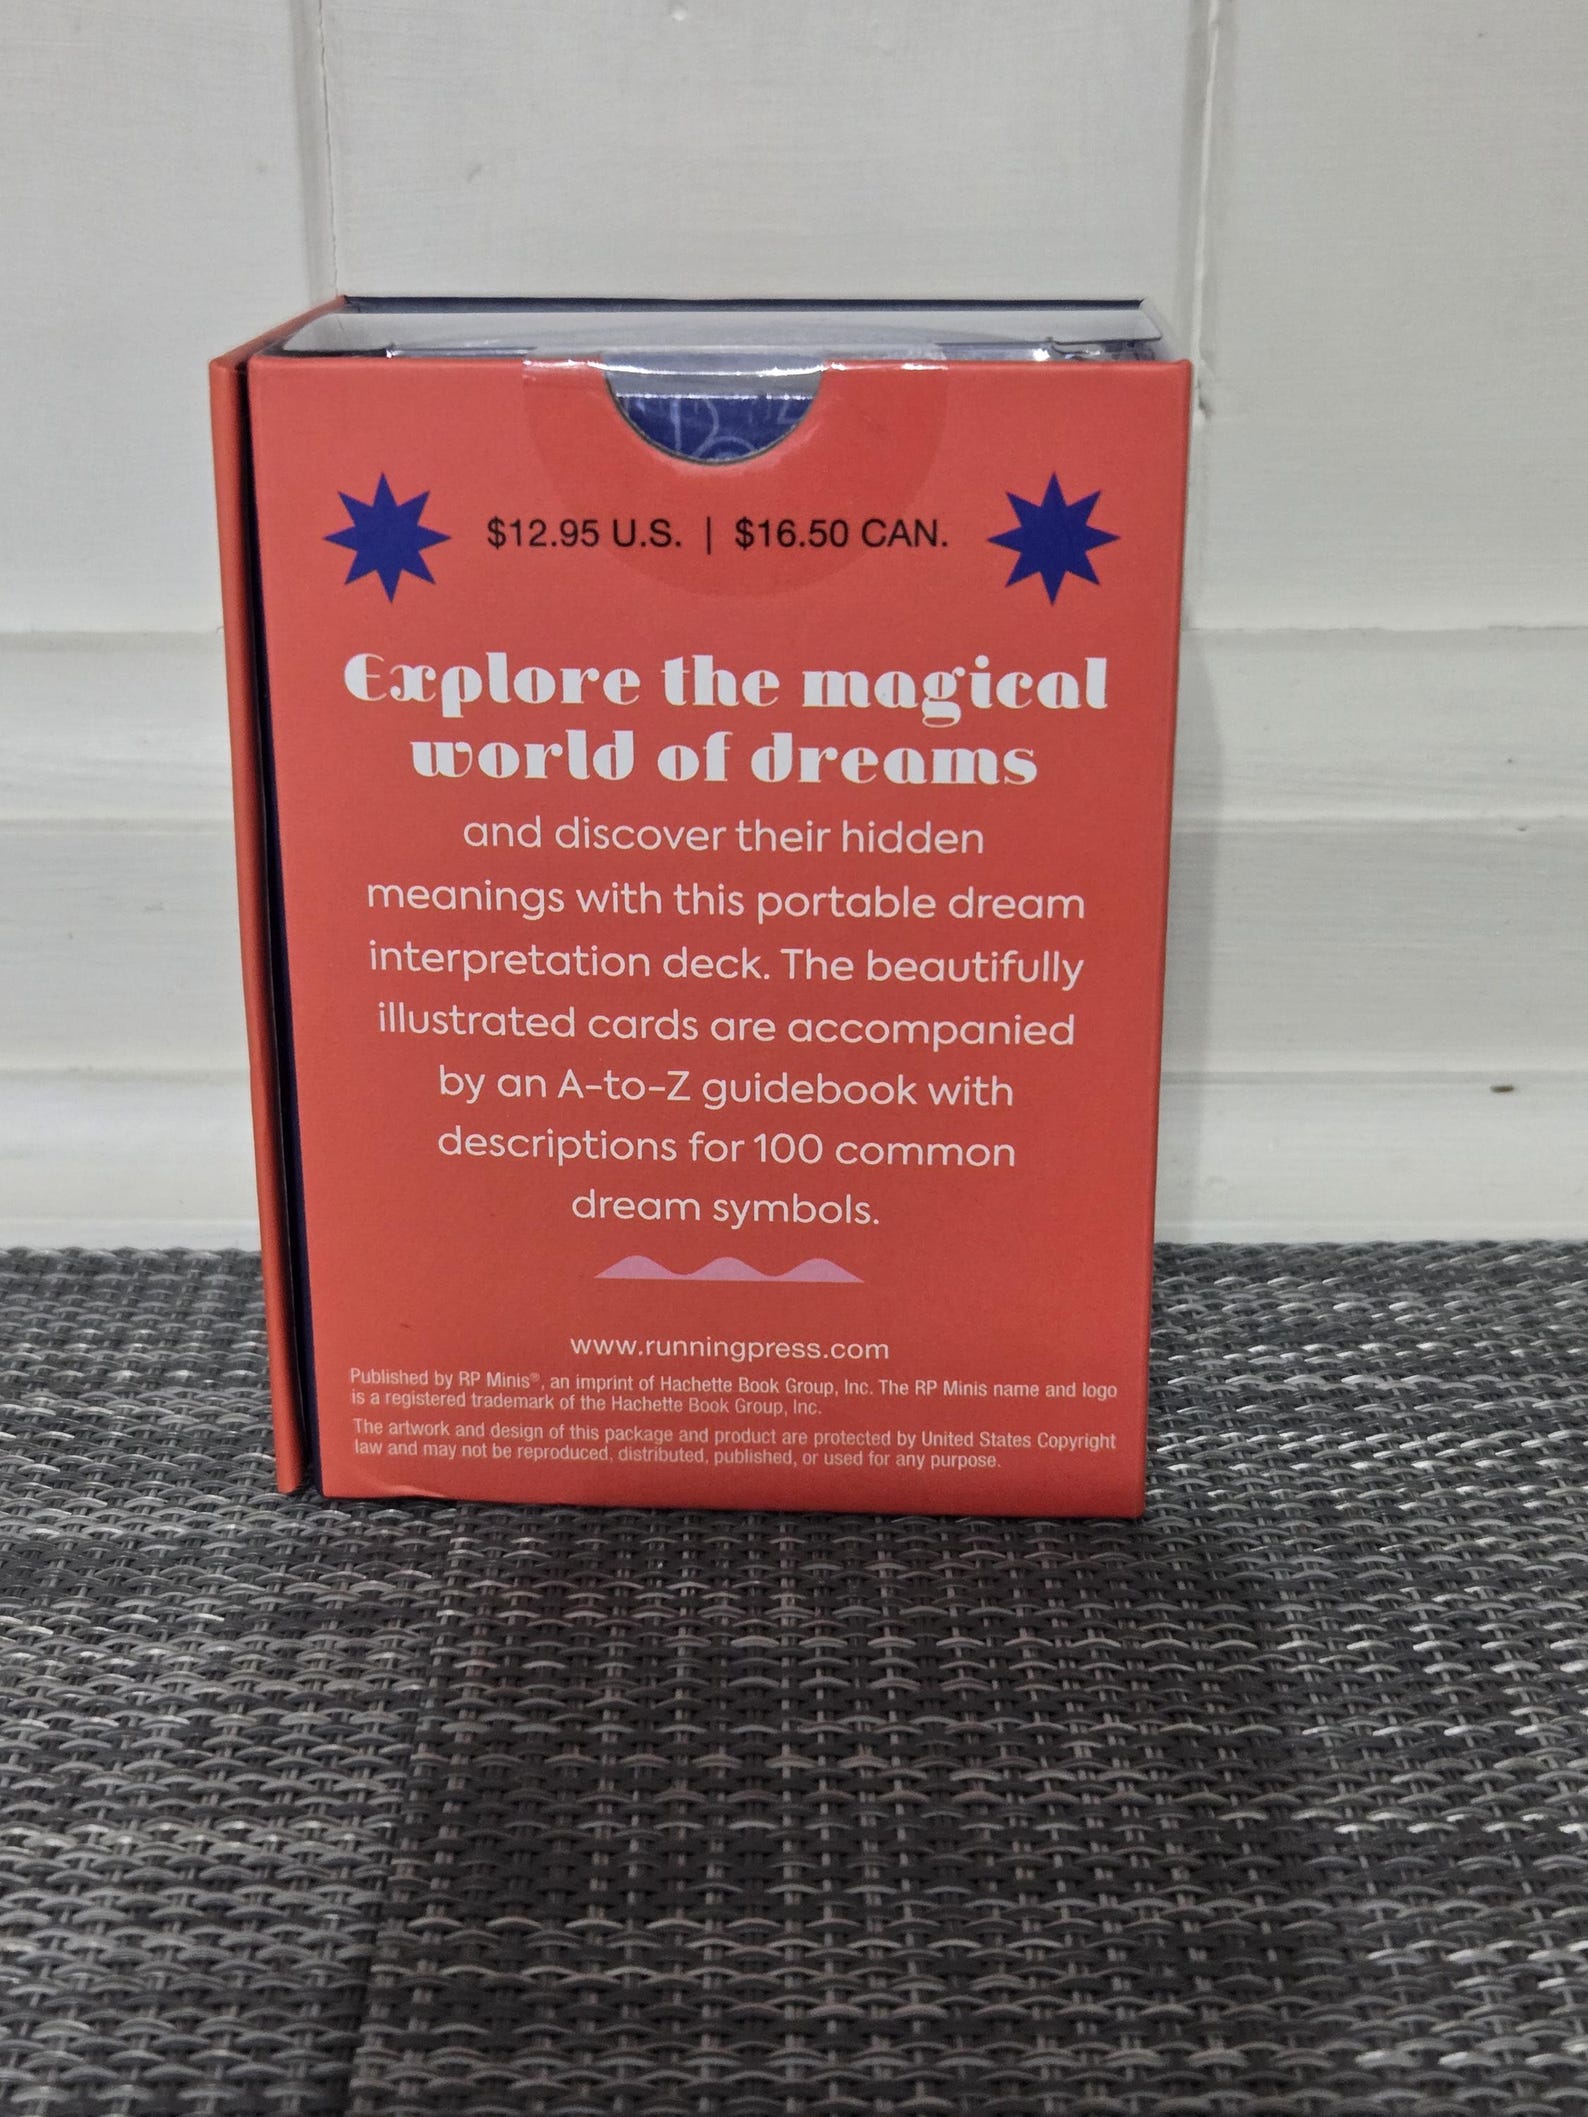 $12.95 U.S. | $16.50 CAN.
Explore the magical
world of dreams
and discover their hidden
meanings with this portable dream
interpretation deck. The beautifully
illustrated cards are accompanied
by an A-to-Z guidebook with
descriptions for 100 common
dream symbols.
www.runningpress.com
Published by RP Minis®, an imprint of Hachette Book Group, Inc. The RP Minis name and logo
is a registered trademark of the Hachette Book Group, Inc.
The artwork and design of this package and product are protected by United States Copyright
law and may not be reproduced, distributed, published, or used for any purpose.